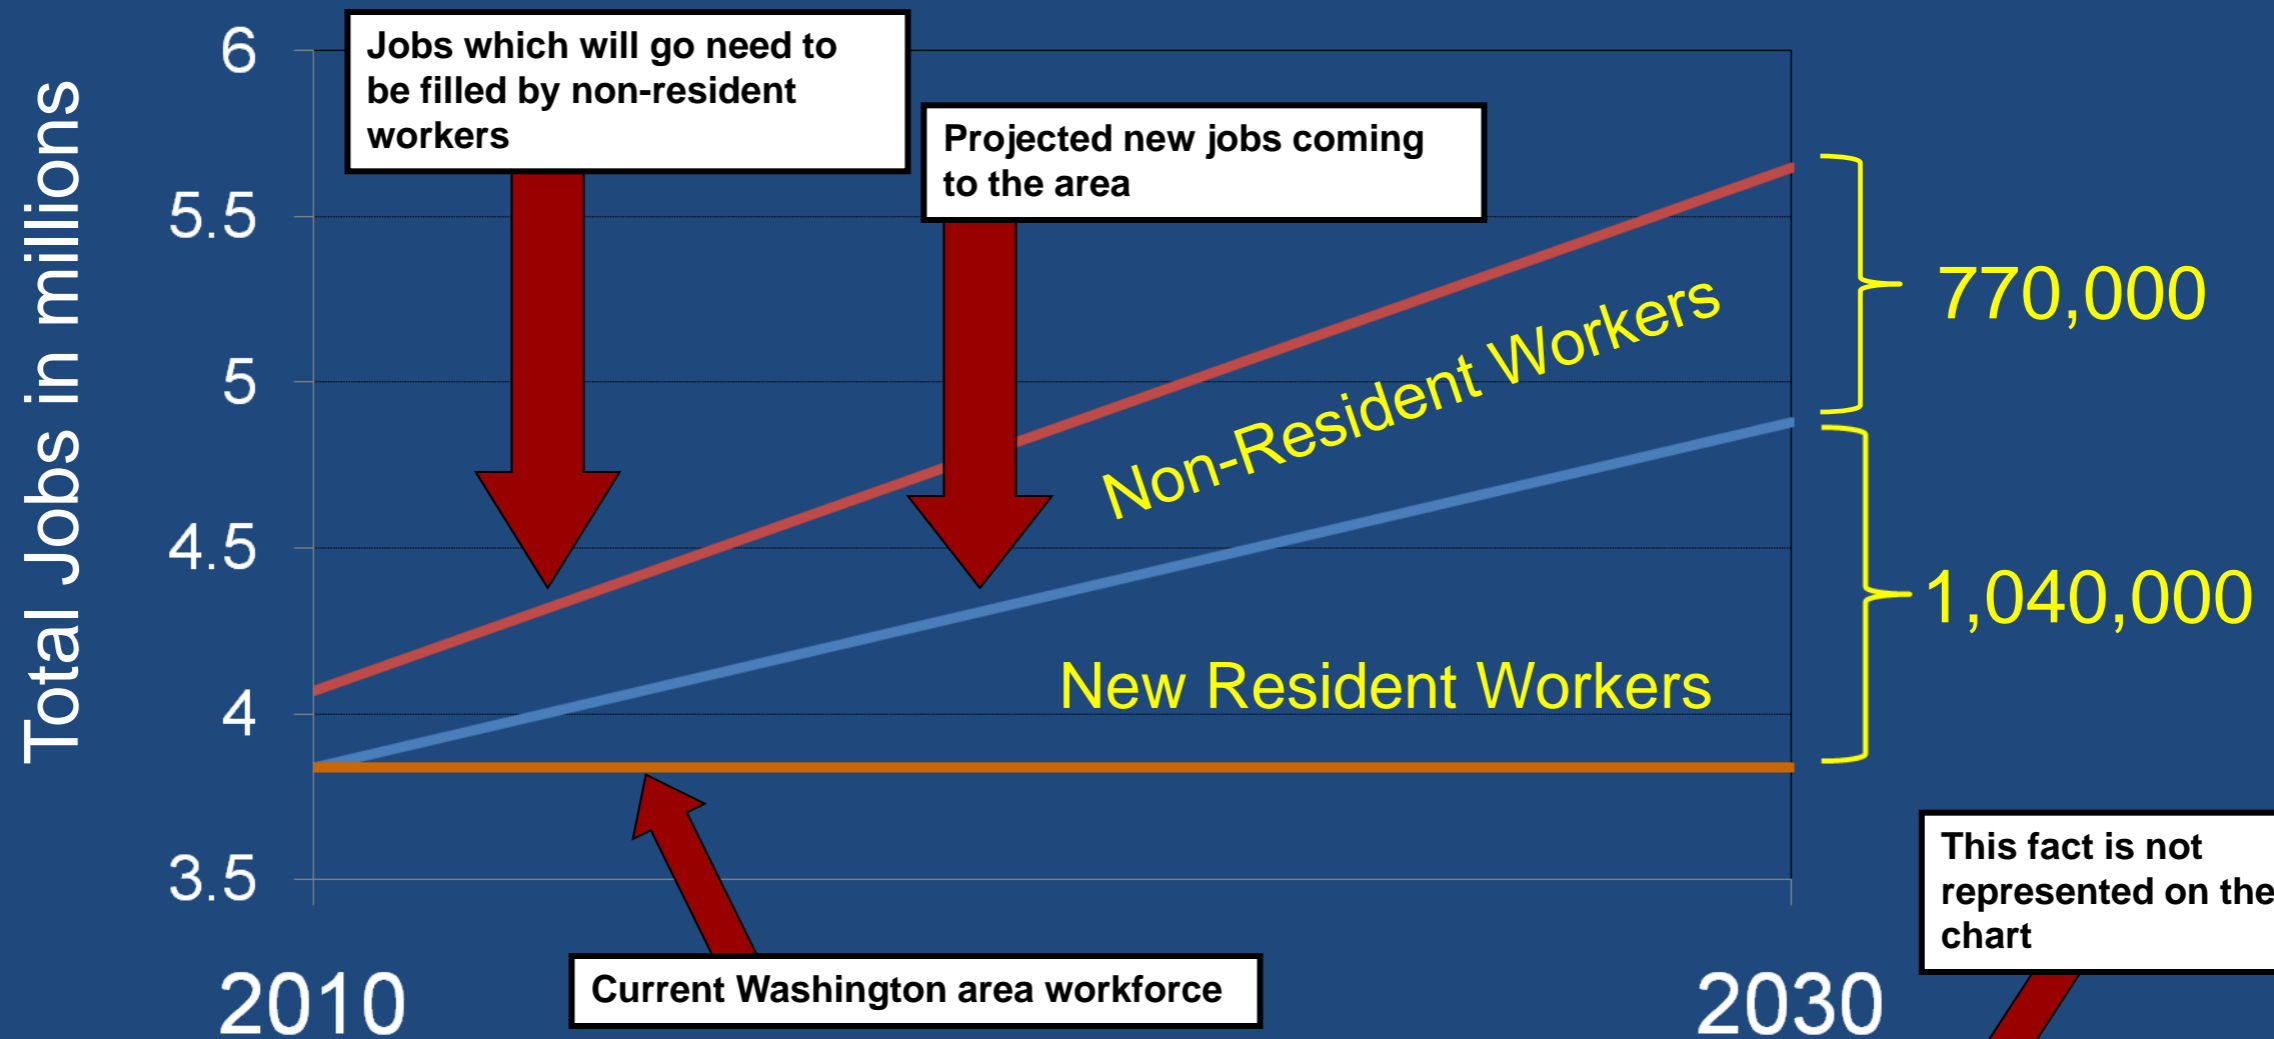 Total Jobs in millions
6
5.5
5
4.5
4
3.5
2010
2030
Jobs which will go need to
be filled by non-resident
workers
Projected new jobs coming
to the area
Non-Resident Workers
New Resident Workers
770,000
1,040,000
Current Washington area workforce
This fact is not
represented on the
chart